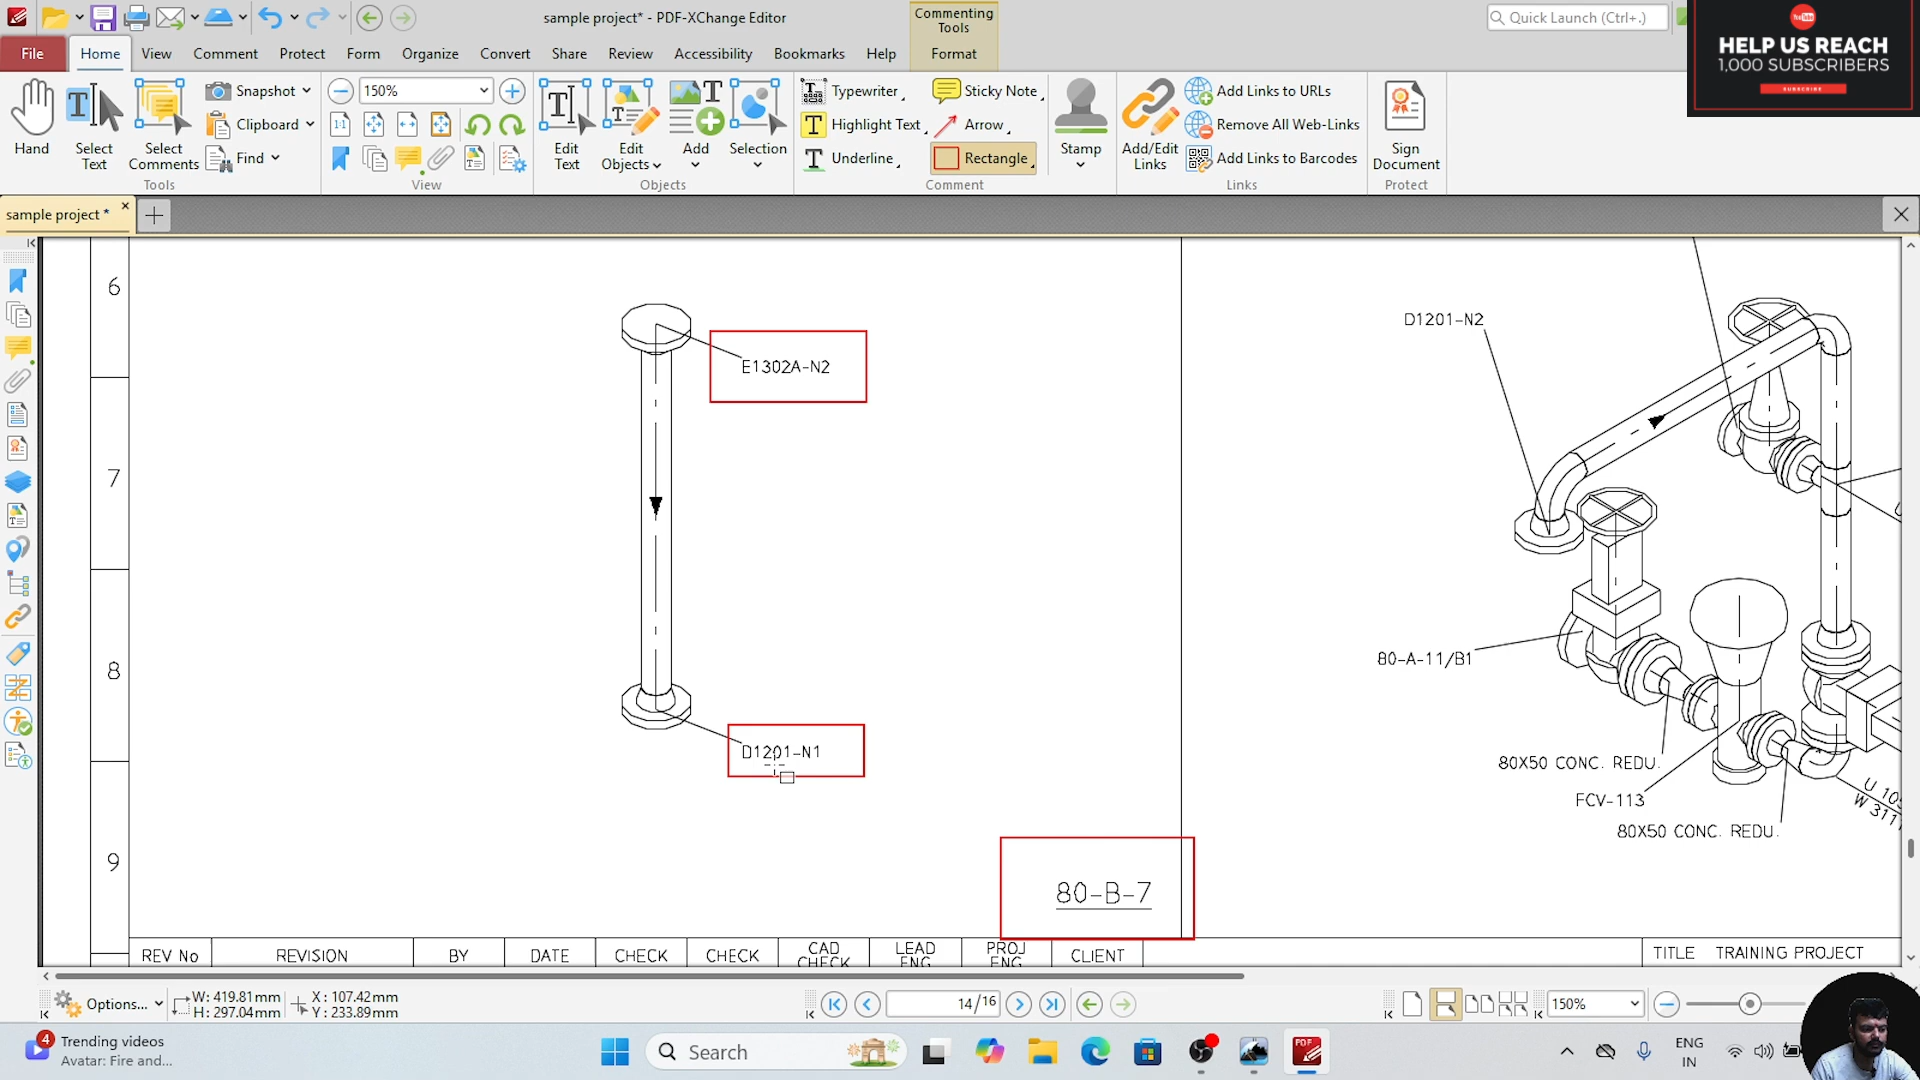 sample project* - PDF-XChange Editor
Commenting
Tools
Quick Launch (Ctrl+.)
HELP US REACH
1,000 SUBSCRIBERS
SUBSCRIBE
File
Home
View
Comment
Protect
Form
Organize
Convert
Share
Review
Accessibility
Bookmarks
Help
Format
Hand
Select
Text
Select
Comments
Tools
Snapshot
Clipboard
Find
150%
View
Edit
Text
Edit
Objects
Add
Selection
Objects
Typewriter
Highlight Text
Underline
Sticky Note
Arrow
Rectangle
Comment
Stamp
Add/Edit
Links
Add Links to URLs
Remove All Web-Links
Add Links to Barcodes
Links
Sign
Document
Protect
sample project *
6
7
8
9
E1302A-N2
D1201-N1
80-B-7
D1201-N2
80-A-11/B1
80X50 CONC. REDU.
FCV-113
80X50 CONC. REDU.
REV No
REVISION
BY
DATE
CHECK
CHECK
CAD
CHECK
LEAD
ENG
PROJ
ENG
CLIENT
TITLE TRAINING PROJECT
Options...
W: 419.81mm
H: 297.04mm
X : 107.42mm
Y : 233.89mm
14/16
150%
4
Trending videos
Avatar: Fire and...
Search
PDF
ENG
IN